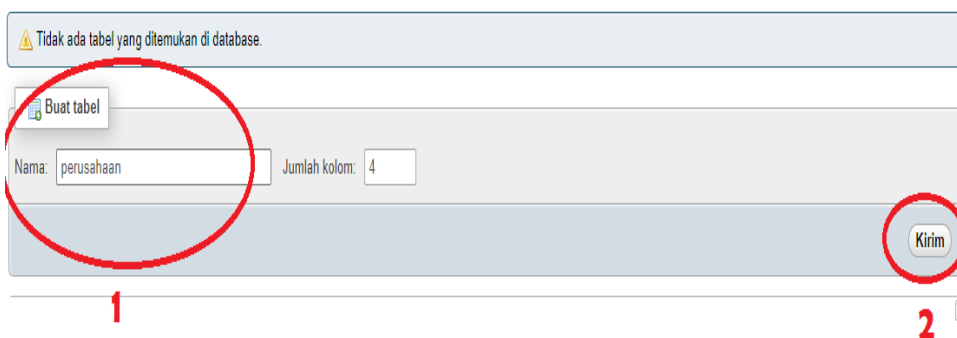 Tidak ada tabel yang ditemukan di database.
Buat tabel
Nama: perusahaan Jumlah kolom: 4
Kirim
1
2